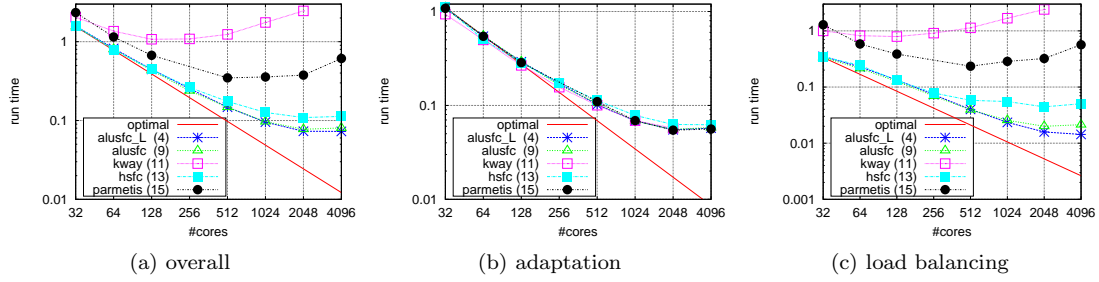 run time
1
0.1
0.01
optimal
alusfc_L (4)
alusfc (9)
kway (11)
hsfc (13)
parmetis (15)
32 64 128 256 512 1024 2048 4096
#cores
(a) overall
run time
1
0.1
0.01
optimal
alusfc_L (4)
alusfc (9)
kway (11)
hsfc (13)
parmetis (15)
32 64 128 256 512 1024 2048 4096
#cores
(b) adaptation
run time
1
0.1
0.01
0.001
optimal
alusfc_L (4)
alusfc (9)
kway (11)
hsfc (13)
parmetis (15)
32 64 128 256 512 1024 2048 4096
#cores
(c) load balancing